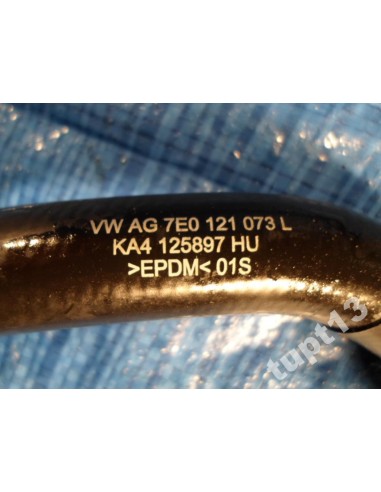 VW AG 7E0 121 073 L
KA4 125897 HU
>EPDM<.01S
tupt13